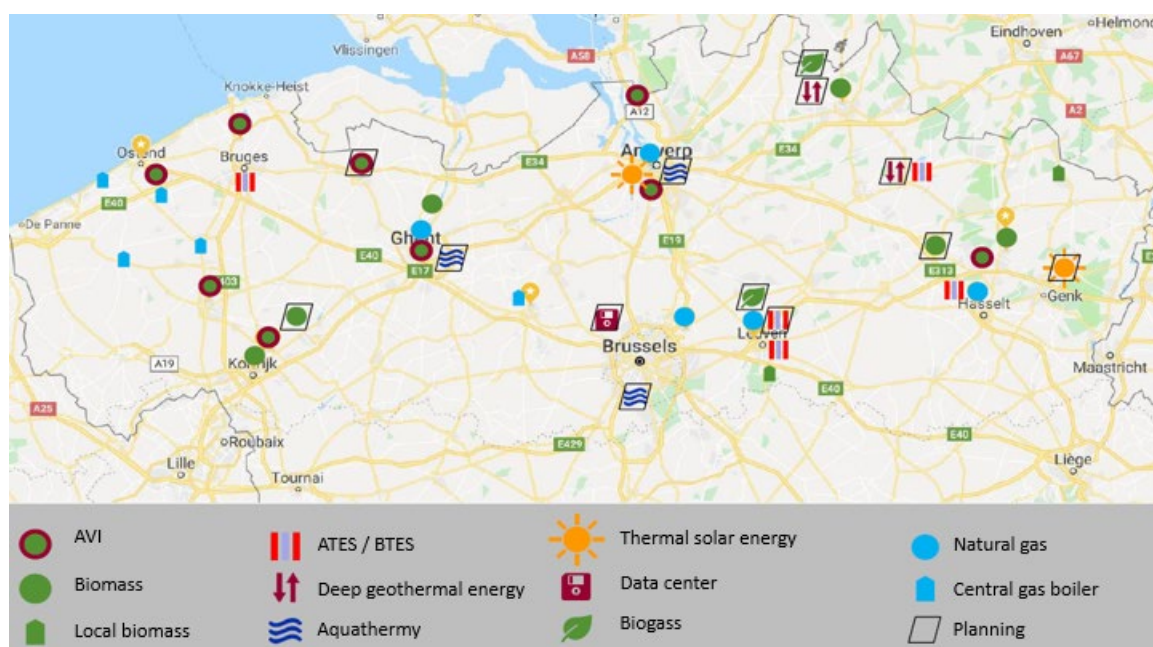 Helmond
Eindhoven
Vlissingen
A58
A67
Knokke-Heist
A12
A2
Ostend
Bruges
Antwerp
E34
E34
E40
De Panne
Ghent
E40
E17
E19
E313
Genk
Hasselt
Leuven
Brussels
A19
Kortrijk
Maastricht
E40
A25
Roubaix
E429
E40
Lille
Tournai
Liège
AVI
ATES / BTES
Thermal solar energy
Natural gas
Biomass
Deep geothermal energy
Data center
Central gas boiler
Local biomass
Aquathermy
Biogass
Planning